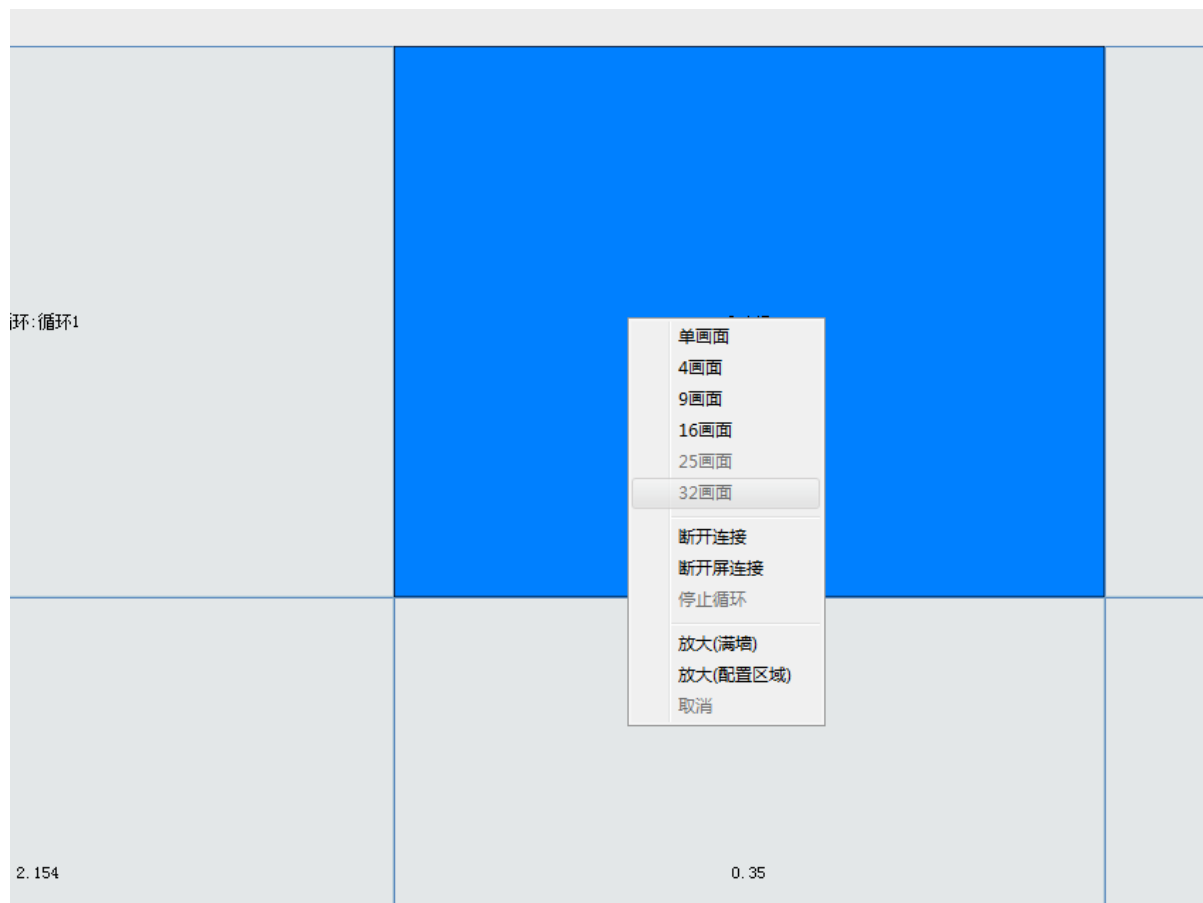 环:循环1
单画面
4画面
9画面
16画面
25画面
32画面
断开连接
断开屏连接
停止循环
放大(满墙)
放大(配置区域)
取消
2.154
0.35